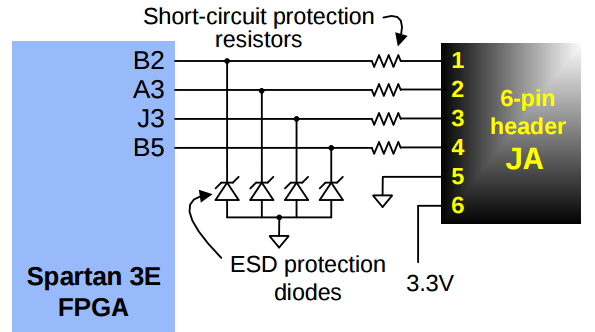 Short-circuit protection
resistors
B2
A3
J3
B5
1
2
3
4
5
6
6-pin
header
JA
Spartan 3E
FPGA
ESD protection
diodes
3.3V